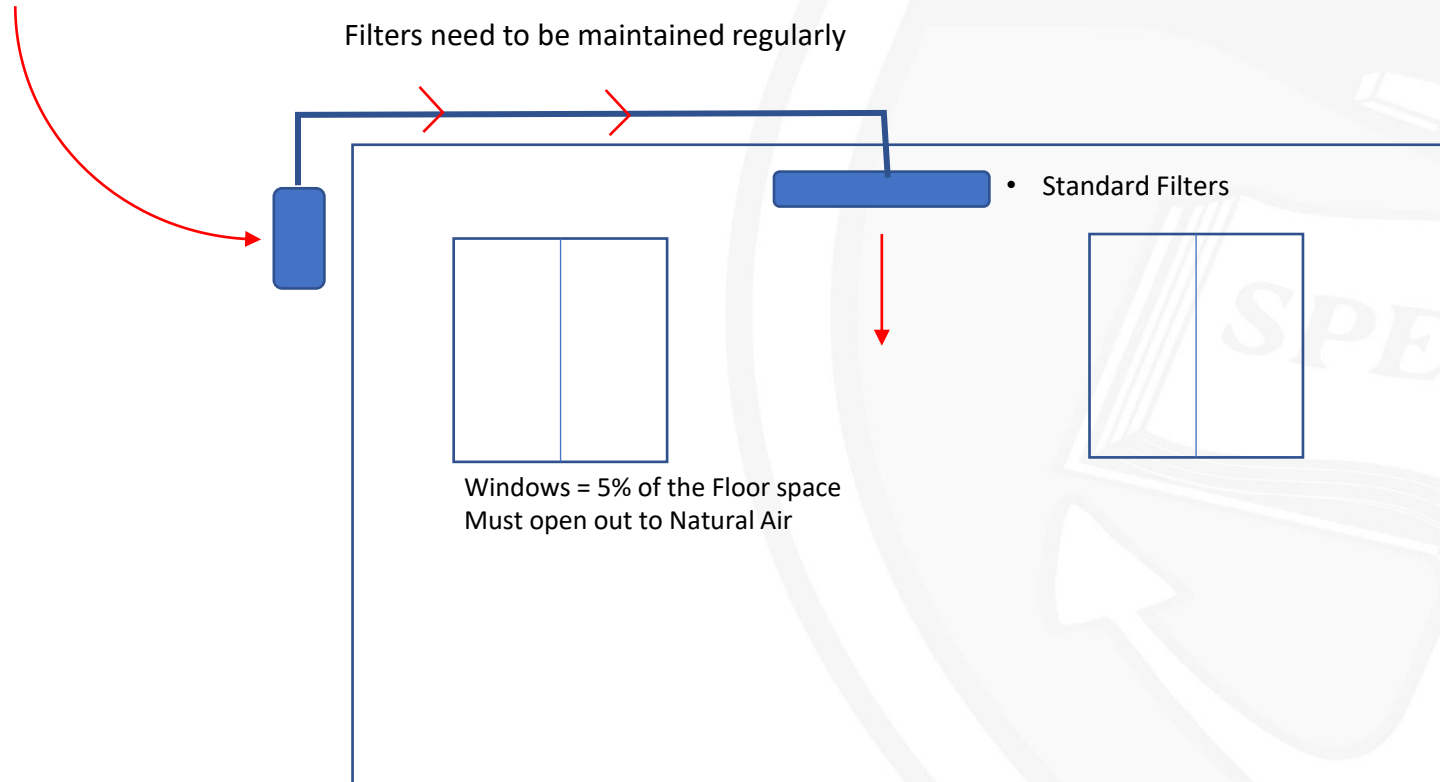 Filters need to be maintained regularly
• Standard Filters
Windows = 5% of the Floor space
Must open out to Natural Air
SPE